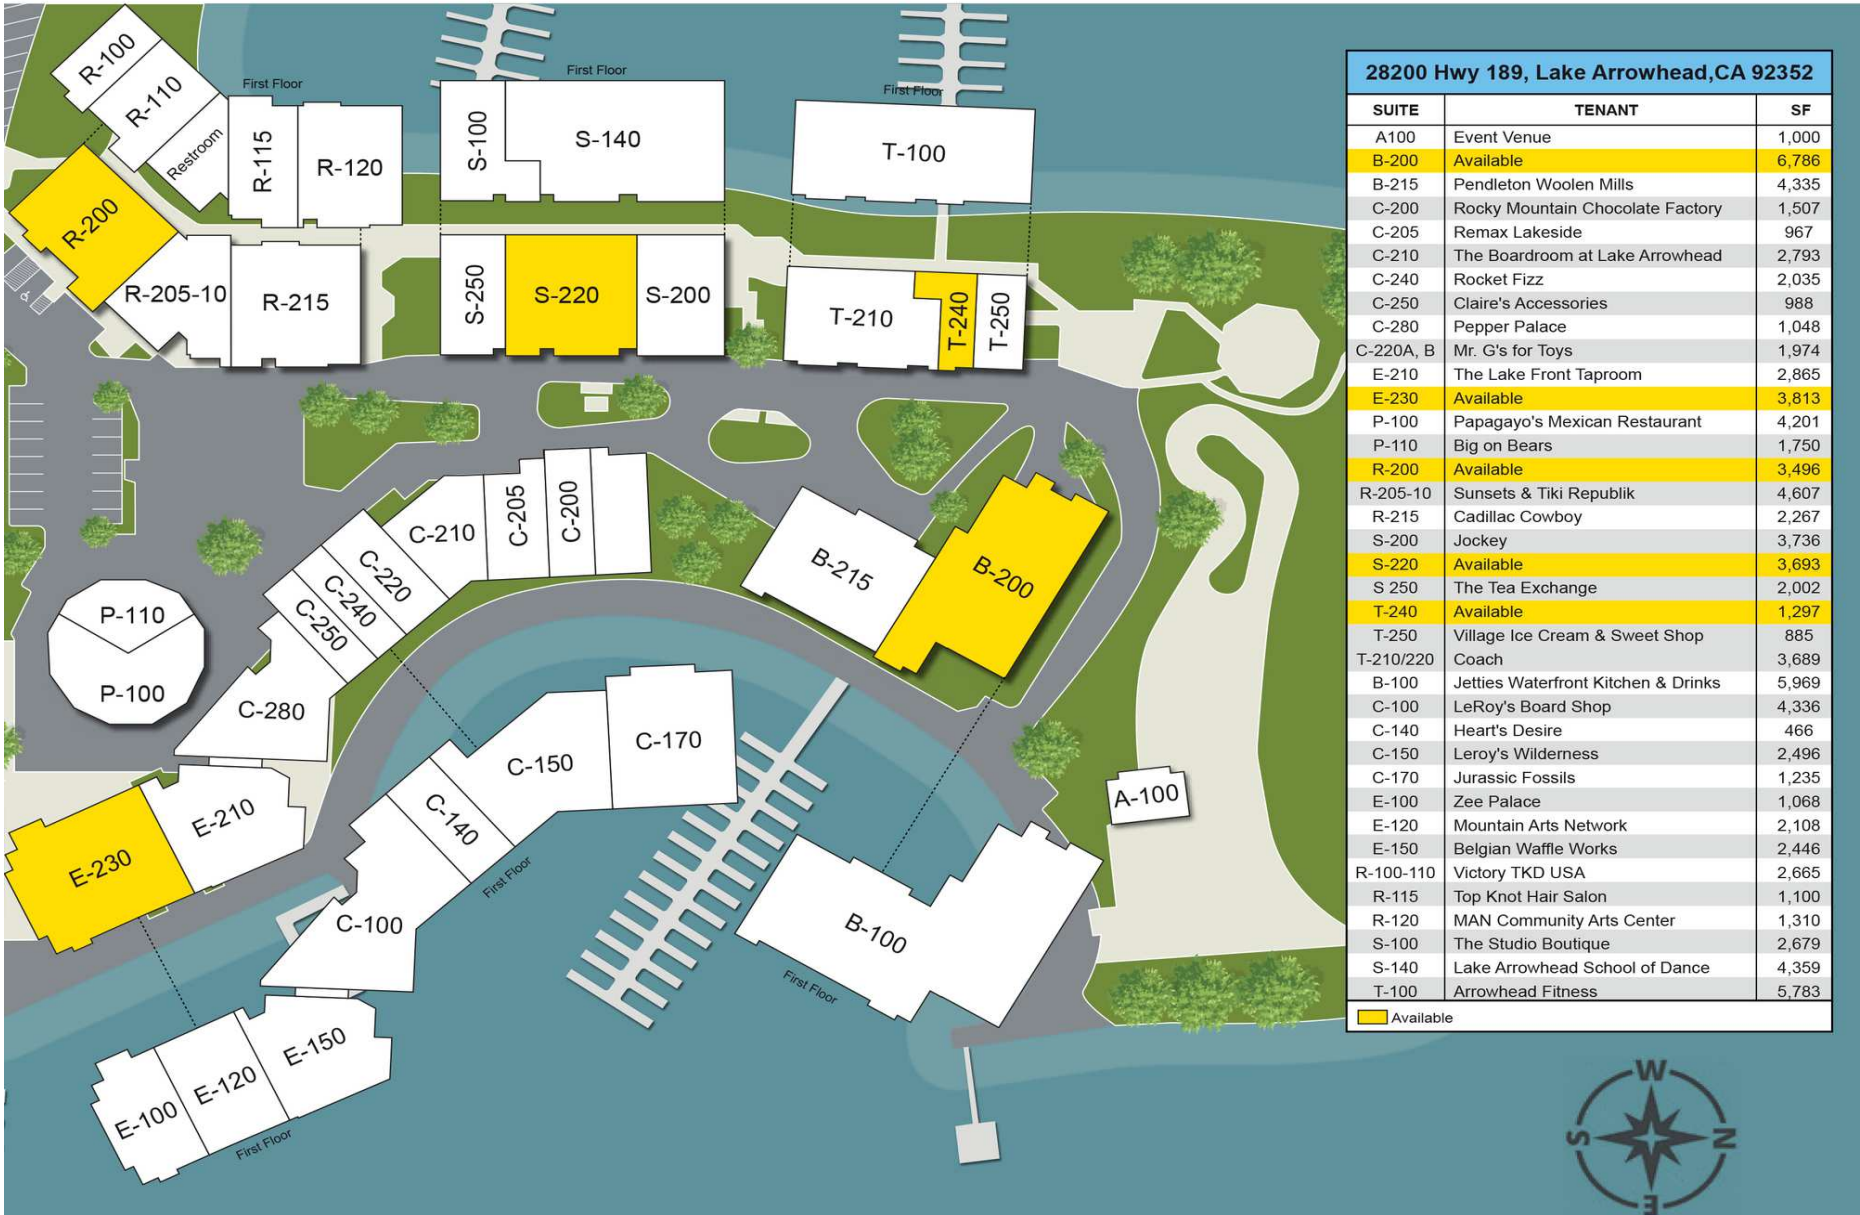 R-100
R-110
Restroom
First Floor
R-115
R-120
R-200
R-205-10
R-215
First Floor
S-100
S-140
S-250
S-220
S-200
First Floor
T-100
T-210
T-240
T-250
C-210
C-205
C-200
C-220
C-240
C-250
C-280
P-110
P-100
B-215
B-200
C-170
C-150
C-140
C-100
First Floor
A-100
B-100
First Floor
E-210
E-230
E-150
E-120
E-100
First Floor
28200 Hwy 189, Lake Arrowhead,CA 92352
SUITE TENANT SF
A100 Event Venue 1,000
B-200 Available 6,786
B-215 Pendleton Woolen Mills 4,335
C-200 Rocky Mountain Chocolate Factory 1,507
C-205 Remax Lakeside 967
C-210 The Boardroom at Lake Arrowhead 2,793
C-240 Rocket Fizz 2,035
C-250 Claire's Accessories 988
C-280 Pepper Palace 1,048
C-220A, B Mr. G's for Toys 1,974
E-210 The Lake Front Taproom 2,865
E-230 Available 3,813
P-100 Papagayo's Mexican Restaurant 4,201
P-110 Big on Bears 1,750
R-200 Available 3,496
R-205-10 Sunsets & Tiki Republik 4,607
R-215 Cadillac Cowboy 2,267
S-200 Jockey 3,736
S-220 Available 3,693
S 250 The Tea Exchange 2,002
T-240 Available 1,297
T-250 Village Ice Cream & Sweet Shop 885
T-210/220 Coach 3,689
B-100 Jetties Waterfront Kitchen & Drinks 5,969
C-100 LeRoy's Board Shop 4,336
C-140 Heart's Desire 466
C-150 Leroy's Wilderness 2,496
C-170 Jurassic Fossils 1,235
E-100 Zee Palace 1,068
E-120 Mountain Arts Network 2,108
E-150 Belgian Waffle Works 2,446
R-100-110 Victory TKD USA 2,665
R-115 Top Knot Hair Salon 1,100
R-120 MAN Community Arts Center 1,310
S-100 The Studio Boutique 2,679
S-140 Lake Arrowhead School of Dance 4,359
T-100 Arrowhead Fitness 5,783
Available
W
S
N
E